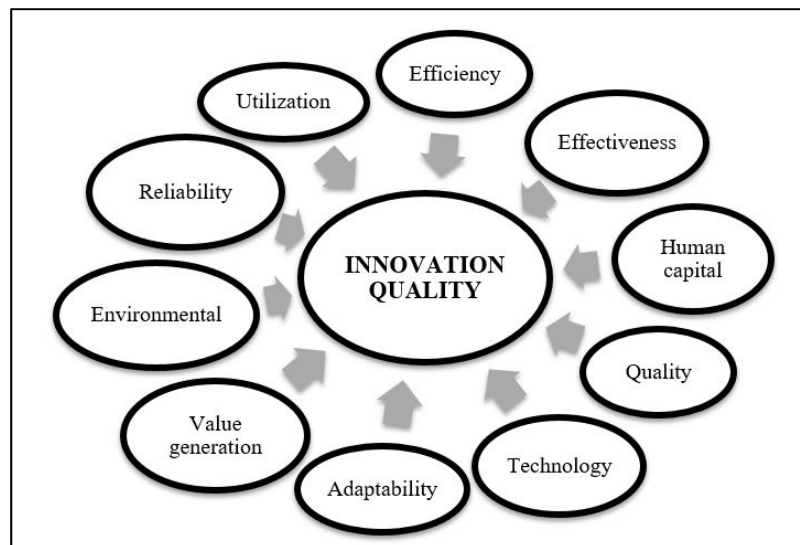 Efficiency
Utilization
Effectiveness
Reliability
INNOVATION
QUALITY
Human
capital
Environmental
Quality
Value
generation
Technology
Adaptability